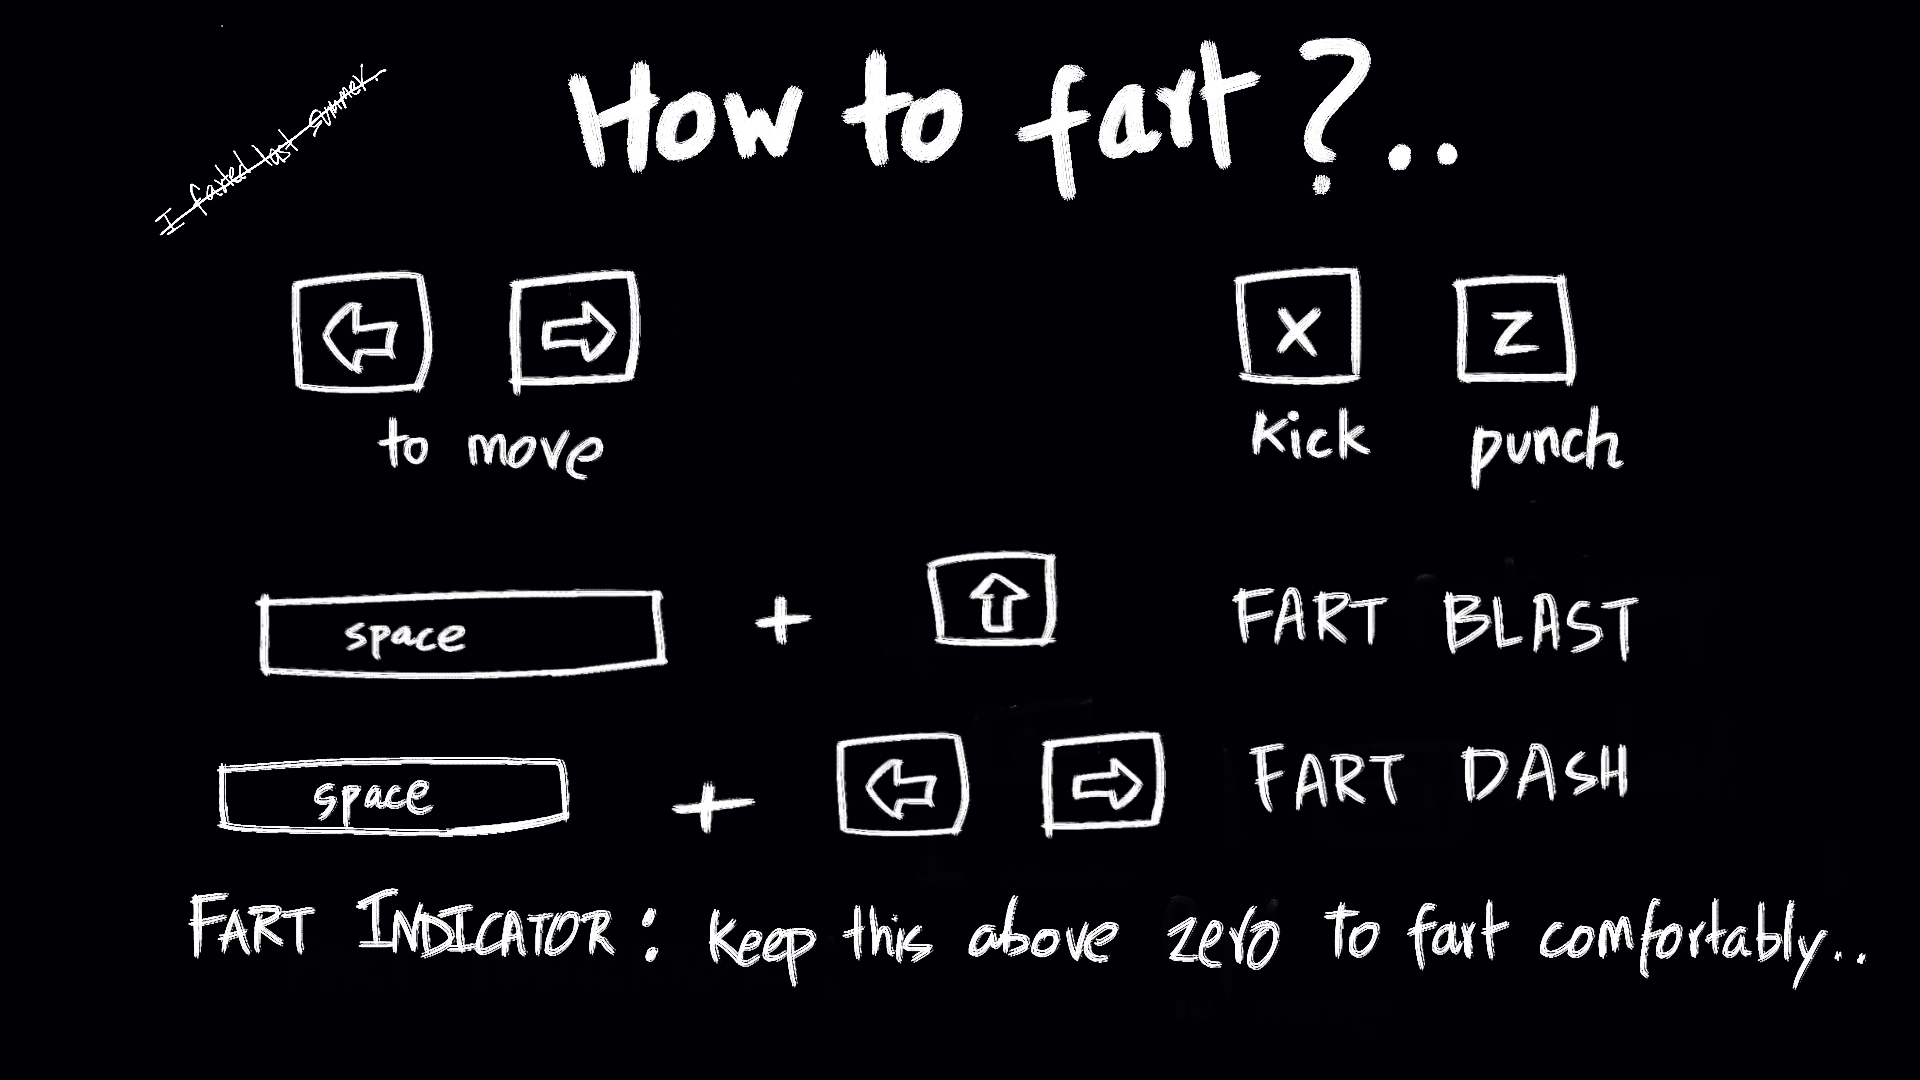 How to fart?..
I farted last summer.
to move
X
Z
Kick
punch
space
+
FART BLAST
space
+
FART DASH
FART INDICATOR: Keep this above zero To fart comfortably..